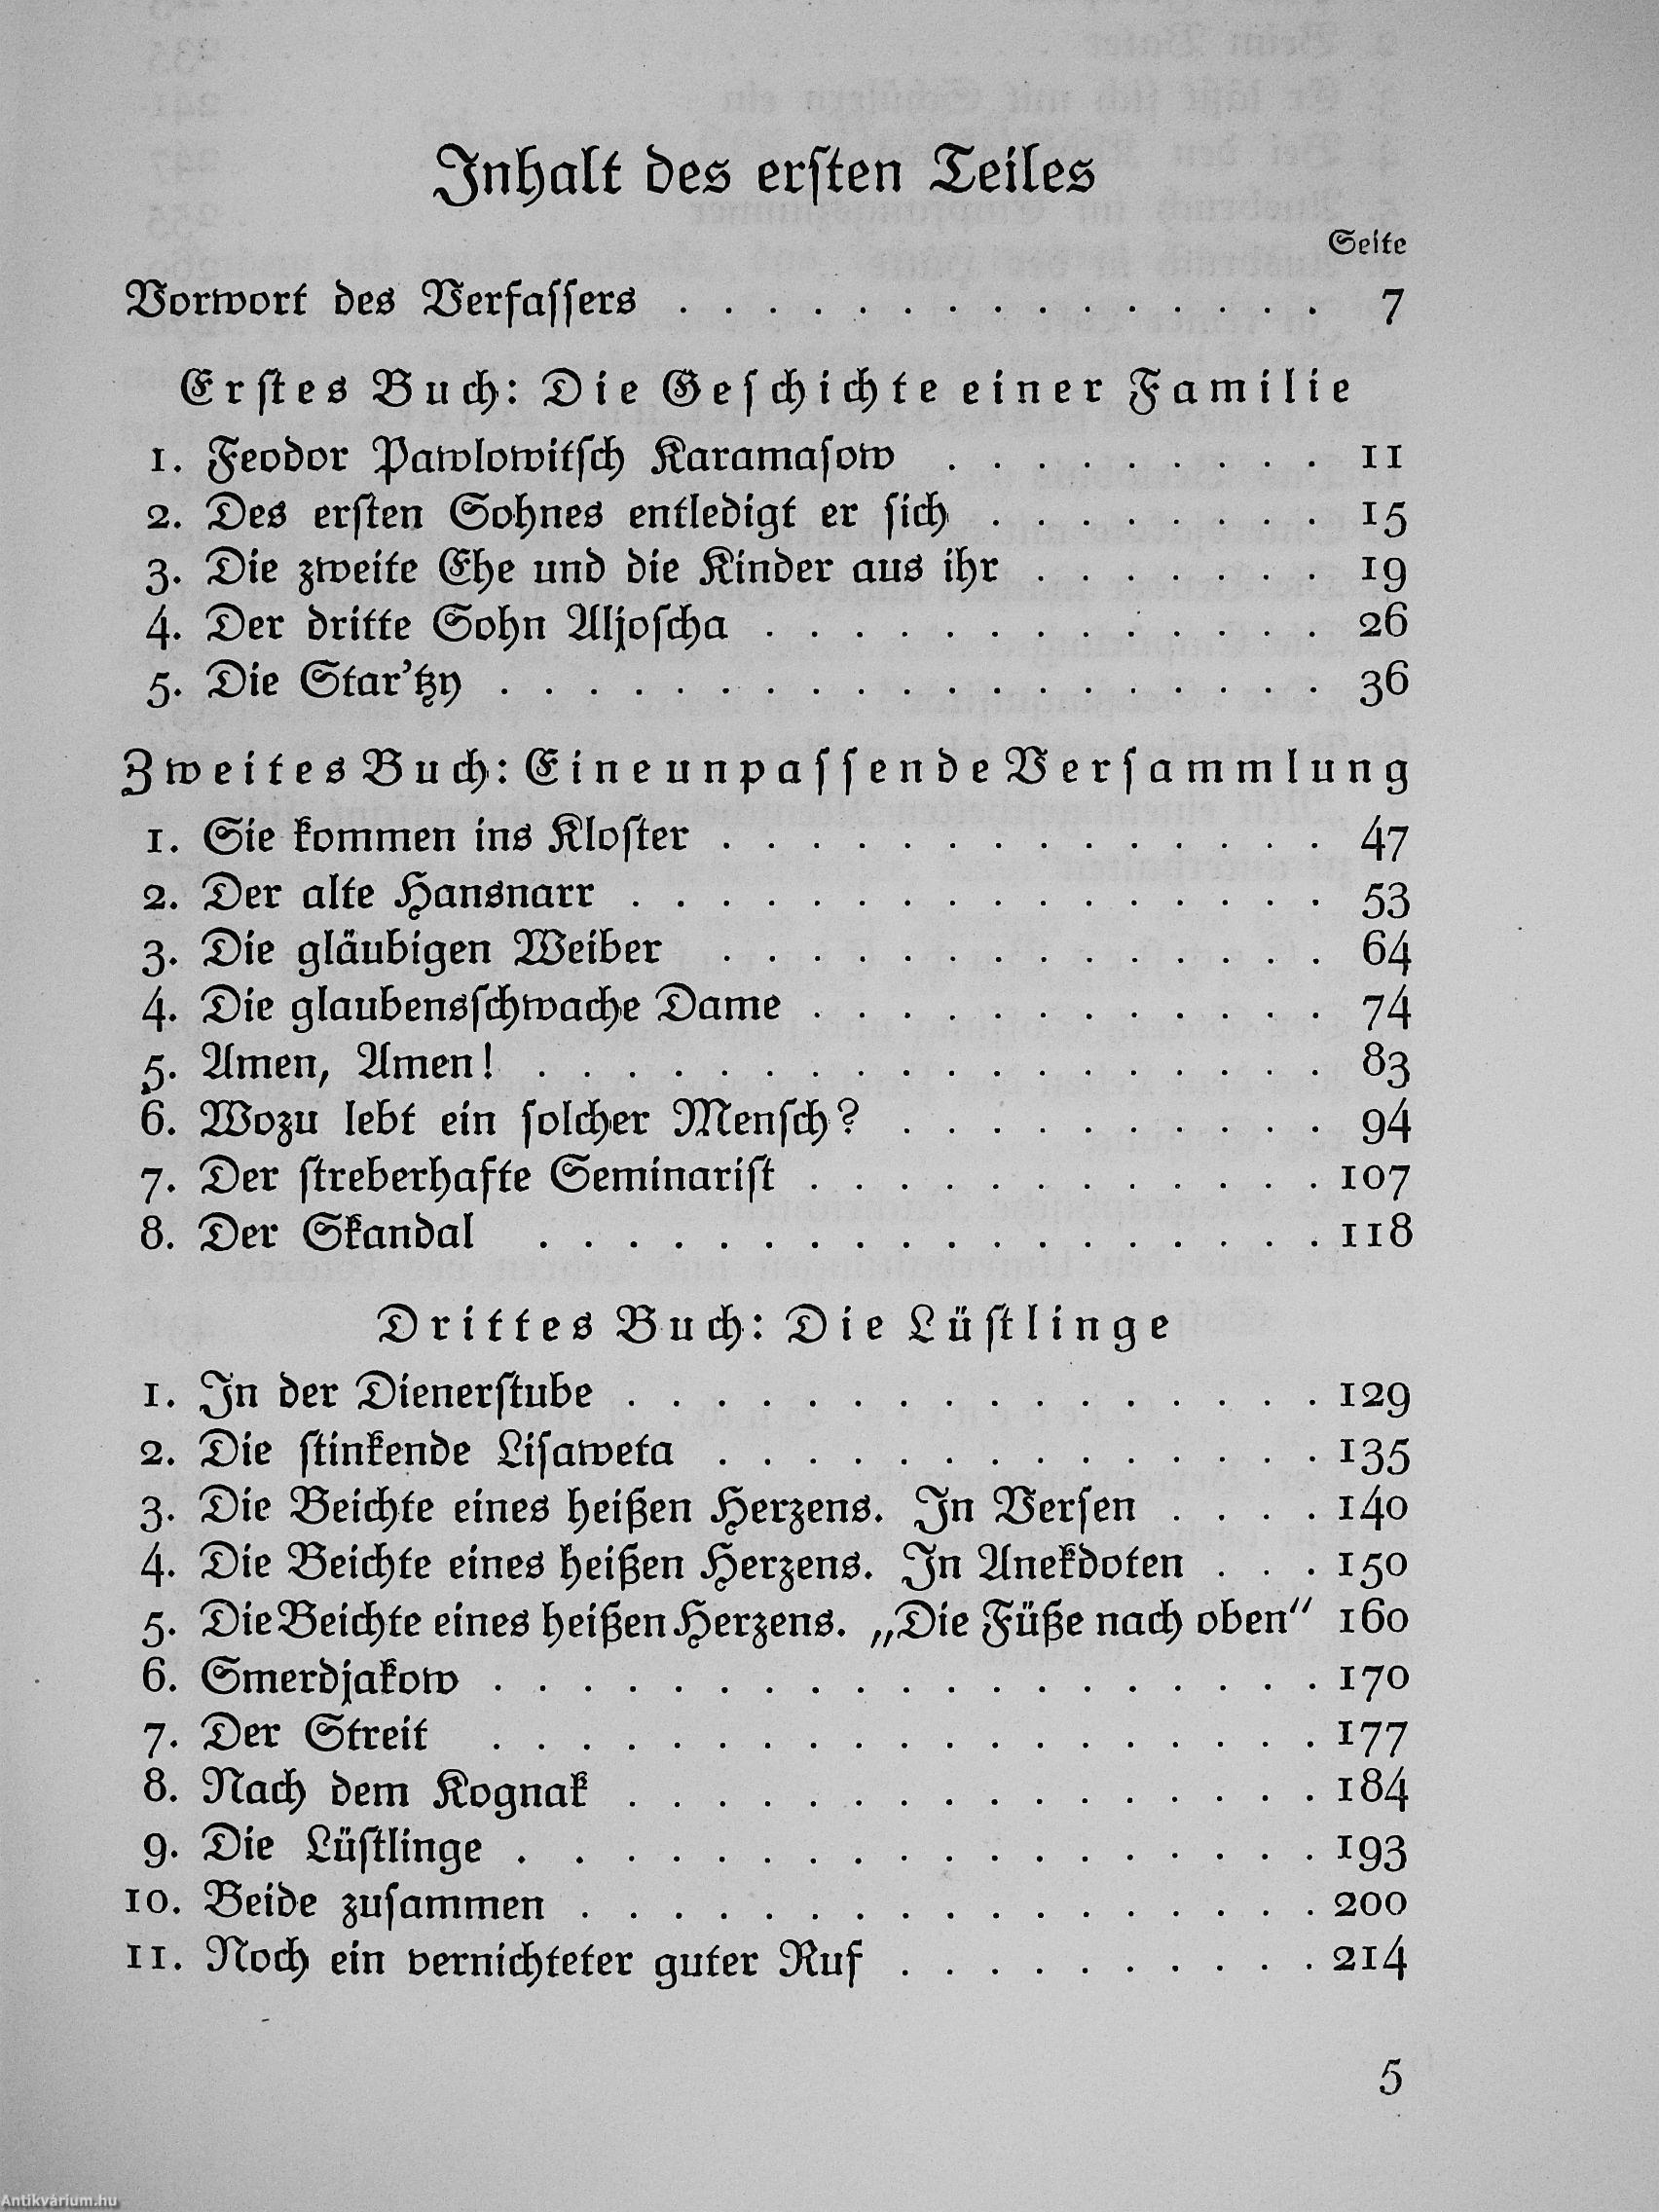 Inhalt des ersten Teiles
Seite
Vorwort des Verfassers . . . . . . . . . . . . . . . 7
Erstes Buch: Die Geschichte einer Familie
1. Feodor Pawlowitsch Karamasow . . . . . . . . . 11
2. Des ersten Sohnes entledigt er sich . . . . . . . . 15
3. Die zweite Ehe und die Kinder aus ihr . . . . . . . 19
4. Der dritte Sohn Aljoscha . . . . . . . . . . . . . 26
5. Die Star'tzy . . . . . . . . . . . . . . . . . . . 36
Zweites Buch: Eine unpassende Versammlung
1. Sie kommen ins Kloster . . . . . . . . . . . . . . 47
2. Der alte Hansnarr . . . . . . . . . . . . . . . . 53
3. Die gläubigen Weiber . . . . . . . . . . . . . . 64
4. Die glaubensschwache Dame . . . . . . . . . . . . 74
5. Amen, Amen! . . . . . . . . . . . . . . . . . . 83
6. Wozu lebt ein solcher Mensch? . . . . . . . . . . 94
7. Der streberhafte Seminarist . . . . . . . . . . . . 107
8. Der Skandal . . . . . . . . . . . . . . . . . . 118
Drittes Buch: Die Lüstlinge
1. In der Dienerstube . . . . . . . . . . . . . . . . 129
2. Die stinkende Lisaweta . . . . . . . . . . . . . . 135
3. Die Beichte eines heißen Herzens. In Versen . . . . 140
4. Die Beichte eines heißen Herzens. In Anekdoten . . . 150
5. Die Beichte eines heißen Herzens. „Die Füße nach oben“ 160
6. Smerdjakow . . . . . . . . . . . . . . . . . . . 170
7. Der Streit . . . . . . . . . . . . . . . . . . . 177
8. Nach dem Kognak . . . . . . . . . . . . . . . . 184
9. Die Lüstlinge . . . . . . . . . . . . . . . . . . 193
10. Beide zusammen . . . . . . . . . . . . . . . . . 200
11. Noch ein vernichteter guter Ruf . . . . . . . . . . 214
5
Antikvárium.hu